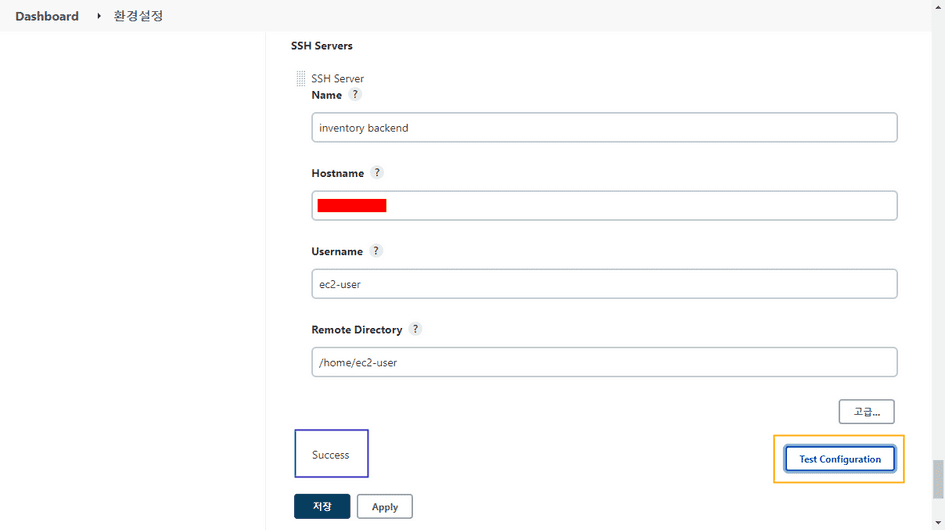 Dashboard ▸ 환경설정
SSH Servers
SSH Server
Name ?
inventory backend
Hostname ?
Username ?
ec2-user
Remote Directory ?
/home/ec2-user
고급...
Success
Test Configuration
저장 Apply